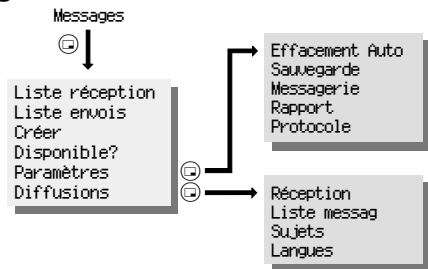 Messages
Liste réception
Liste envois
Créer
Disponible?
Paramètres
Diffusions
Effacement Auto
Sauvegarde
Messagerie
Rapport
Protocole
Réception
Liste messag
Sujets
Langues